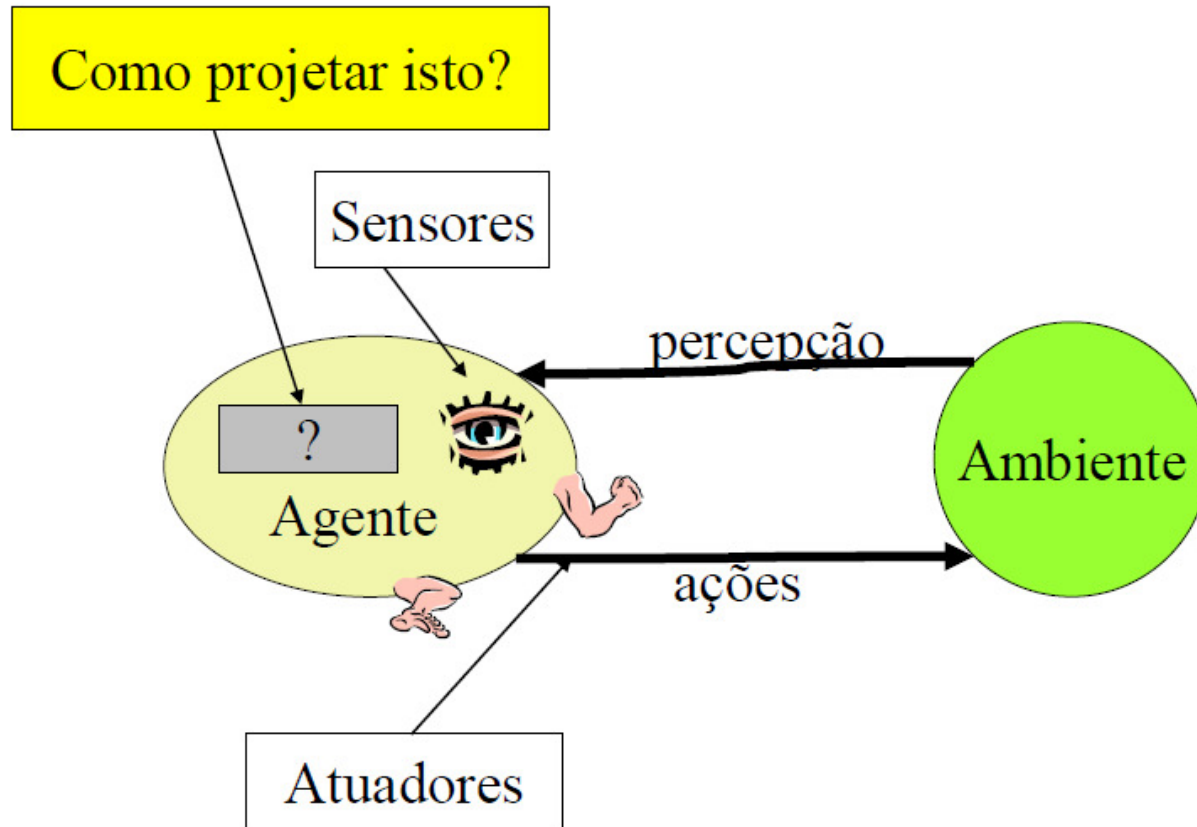 Como projetar isto?
Sensores
percepção
?
Agente
Ambiente
ações
Atuadores